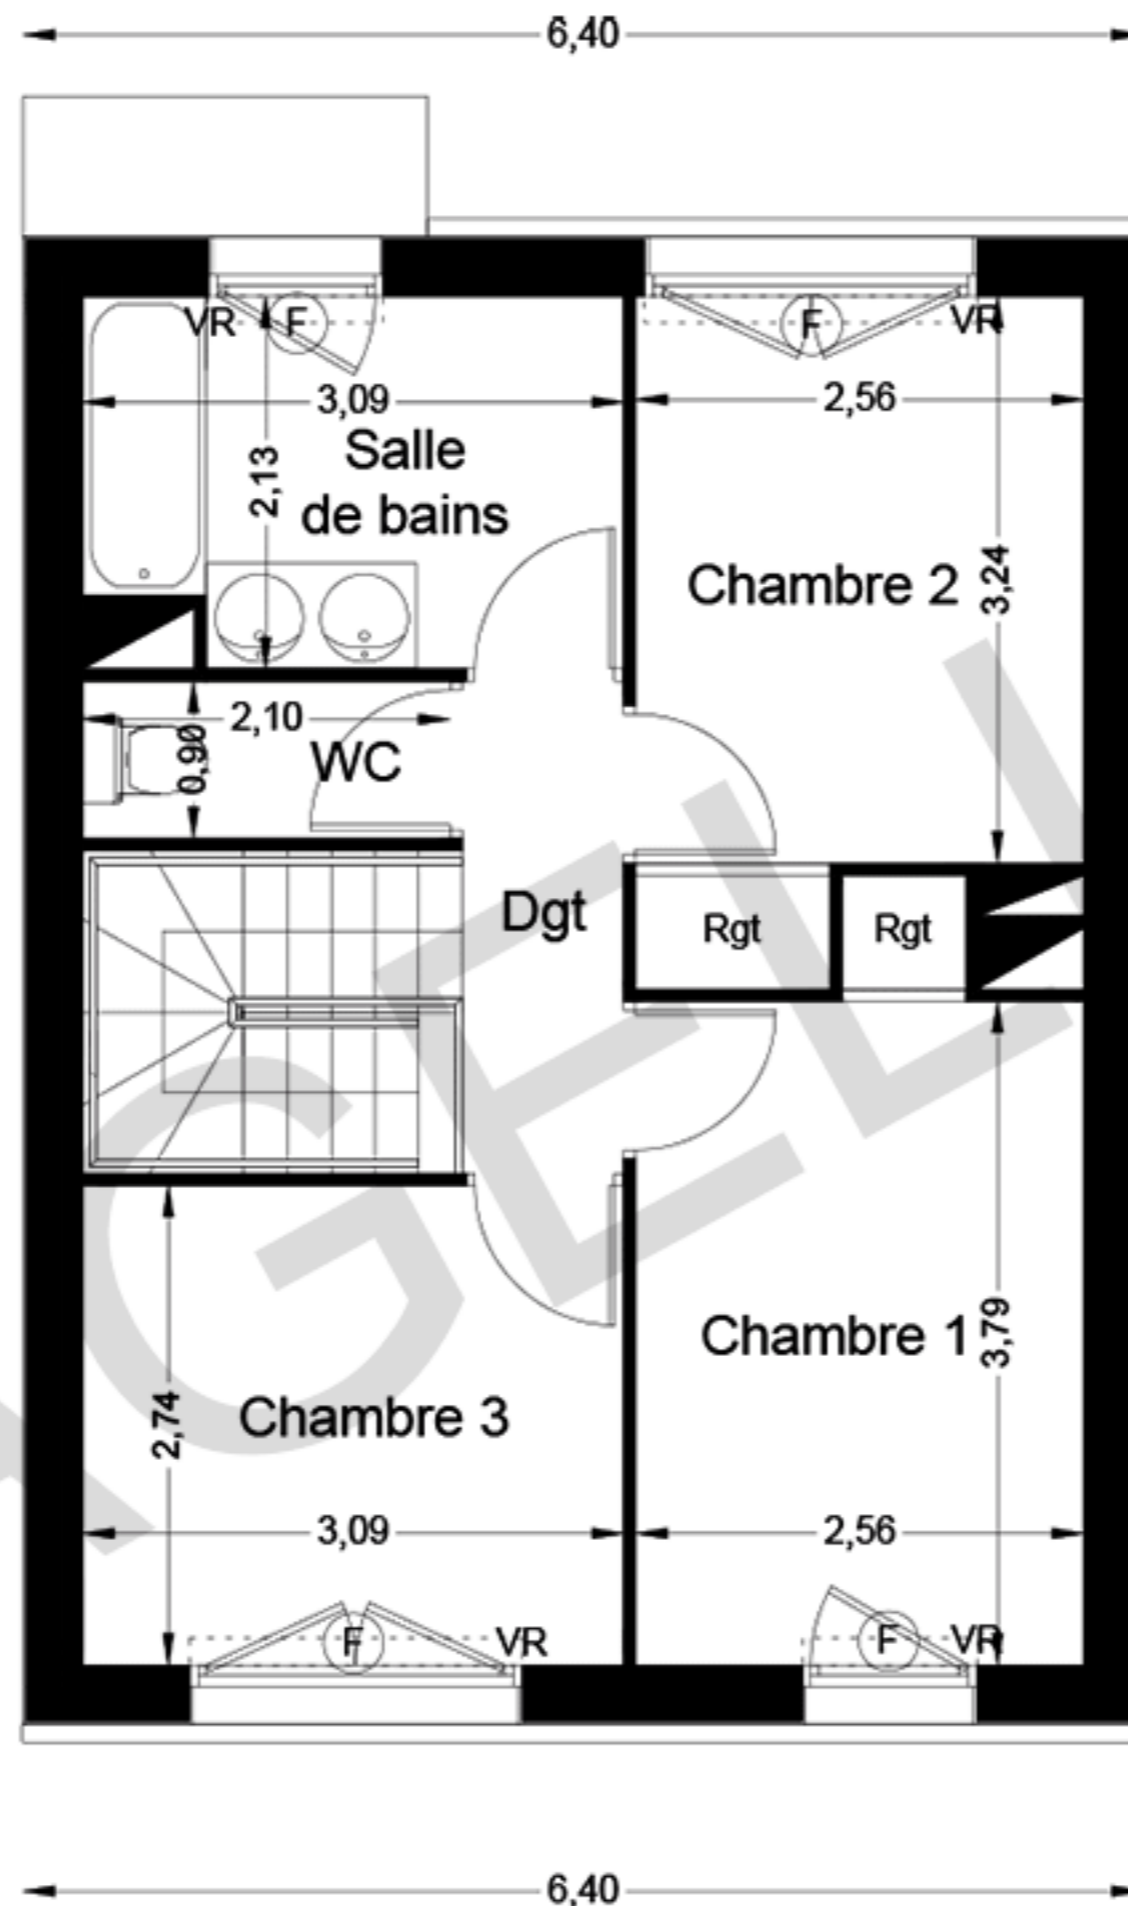 6,40
VR
F
F
VR
3,09
2,56
2,13
Salle
de bains
Chambre 2
3,24
2,10
0,90
WC
Dgt
Rgt
Rgt
AGELI
Chambre 1
3,79
2,74
Chambre 3
3,09
2,56
F
VR
F
VR
6,40